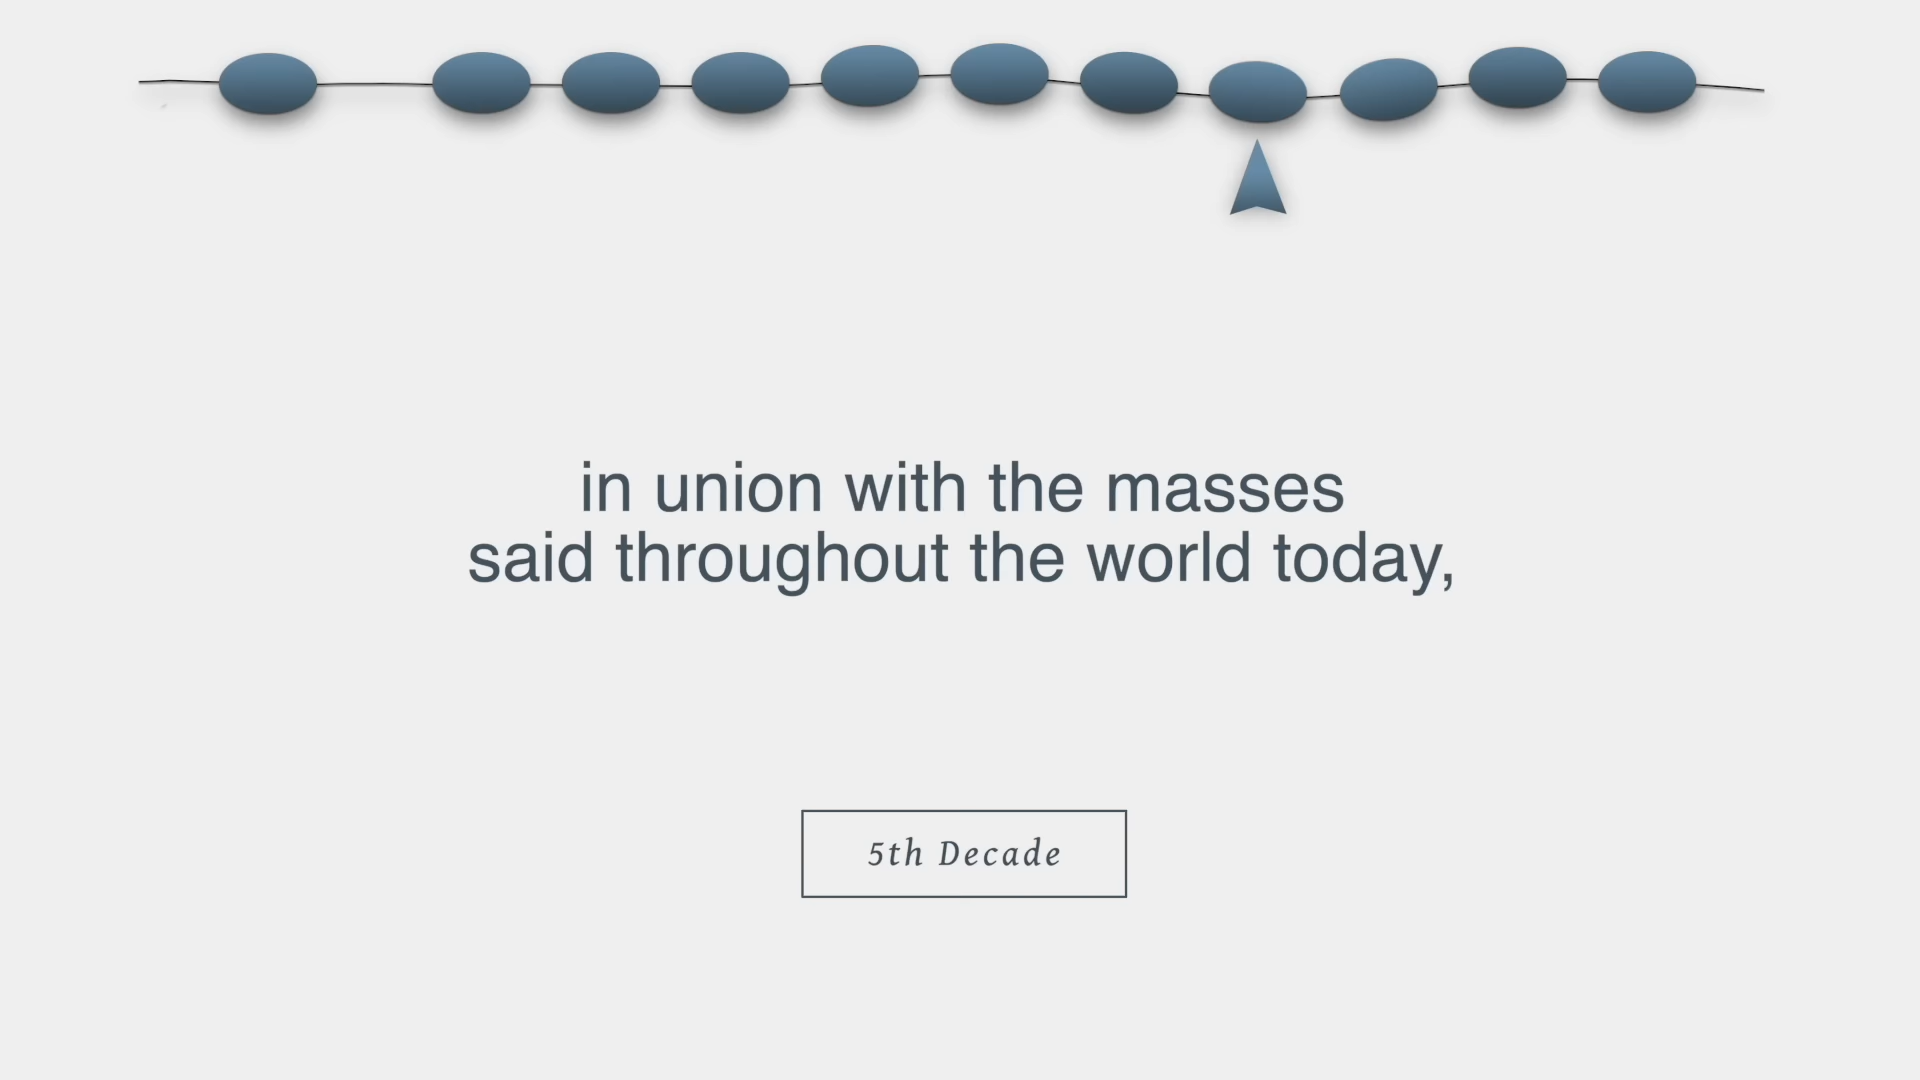 in union with the masses
said throughout the world today,
5th Decade